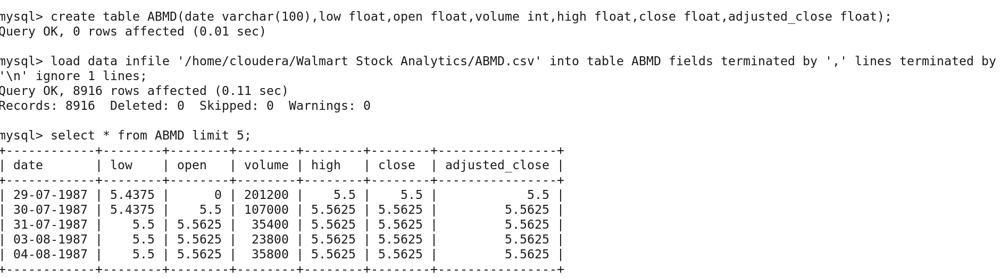 mysql> create table ABMD(date varchar(100),low float,open float,volume int,high float,close float,adjusted_close float);
Query OK, 0 rows affected (0.01 sec)
mysql> load data infile '/home/cloudera/Walmart Stock Analytics/ABMD.csv' into table ABMD fields terminated by ',' lines terminated by
'\n' ignore 1 lines;
Query OK, 8916 rows affected (0.11 sec)
Records: 8916  Deleted: 0  Skipped: 0  Warnings: 0
mysql> select * from ABMD limit 5;
+------------+--------+--------+--------+--------+--------+----------------+
| date       | low    | open   | volume | high   | close  | adjusted_close |
+------------+--------+--------+--------+--------+--------+----------------+
| 29-07-1987 | 5.4375 |      0 | 201200 |    5.5 |    5.5 |            5.5 |
| 30-07-1987 | 5.4375 |    5.5 | 107000 | 5.5625 | 5.5625 |         5.5625 |
| 31-07-1987 |    5.5 | 5.5625 |  35400 | 5.5625 | 5.5625 |         5.5625 |
| 03-08-1987 |    5.5 | 5.5625 |  23800 | 5.5625 | 5.5625 |         5.5625 |
| 04-08-1987 |    5.5 | 5.5625 |  35800 | 5.5625 | 5.5625 |         5.5625 |
+------------+--------+--------+--------+--------+--------+----------------+